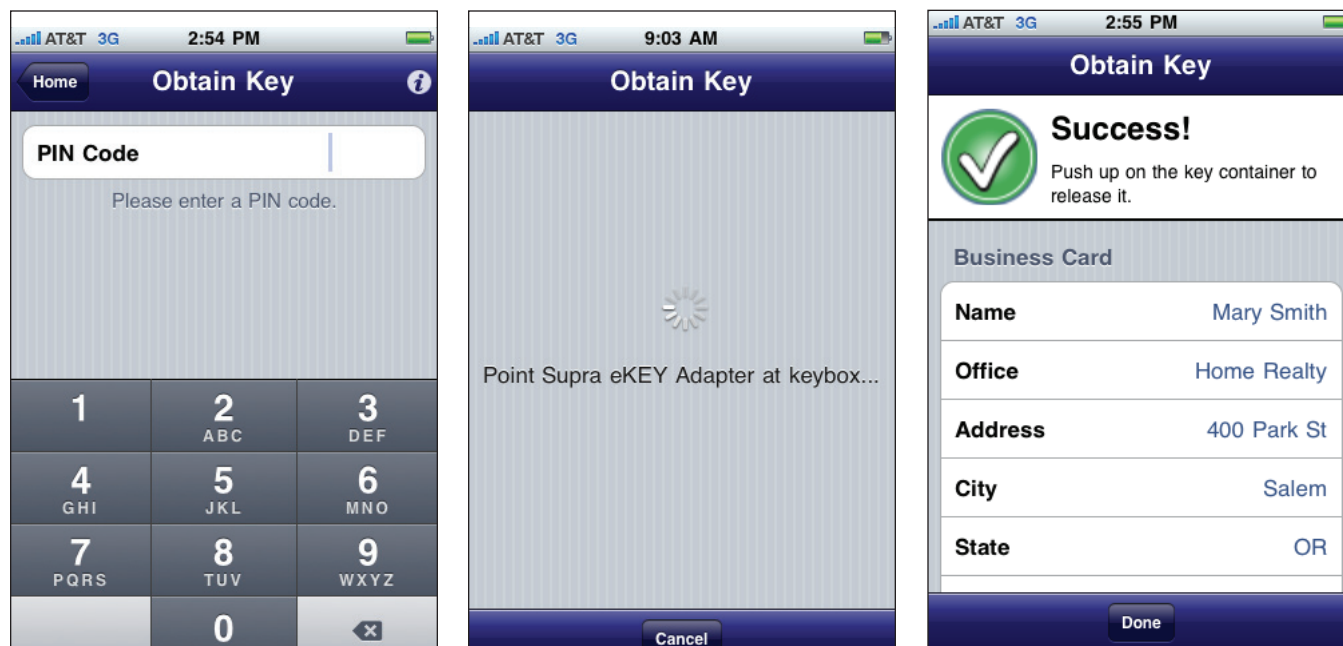 AT&T 3G 2:54 PM
Home Obtain Key i
PIN Code
Please enter a PIN code.
1 2 3
ABC DEF
4 5 6
GHI JKL MNO
7 8 9
PQRS TUV WXYZ
0
AT&T 3G 9:03 AM
Obtain Key
Point Supra eKEY Adapter at keybox...
Cancel
AT&T 3G 2:55 PM
Obtain Key
Success!
Push up on the key container to
release it.
Business Card
Name Mary Smith
Office Home Realty
Address 400 Park St
City Salem
State OR
Done